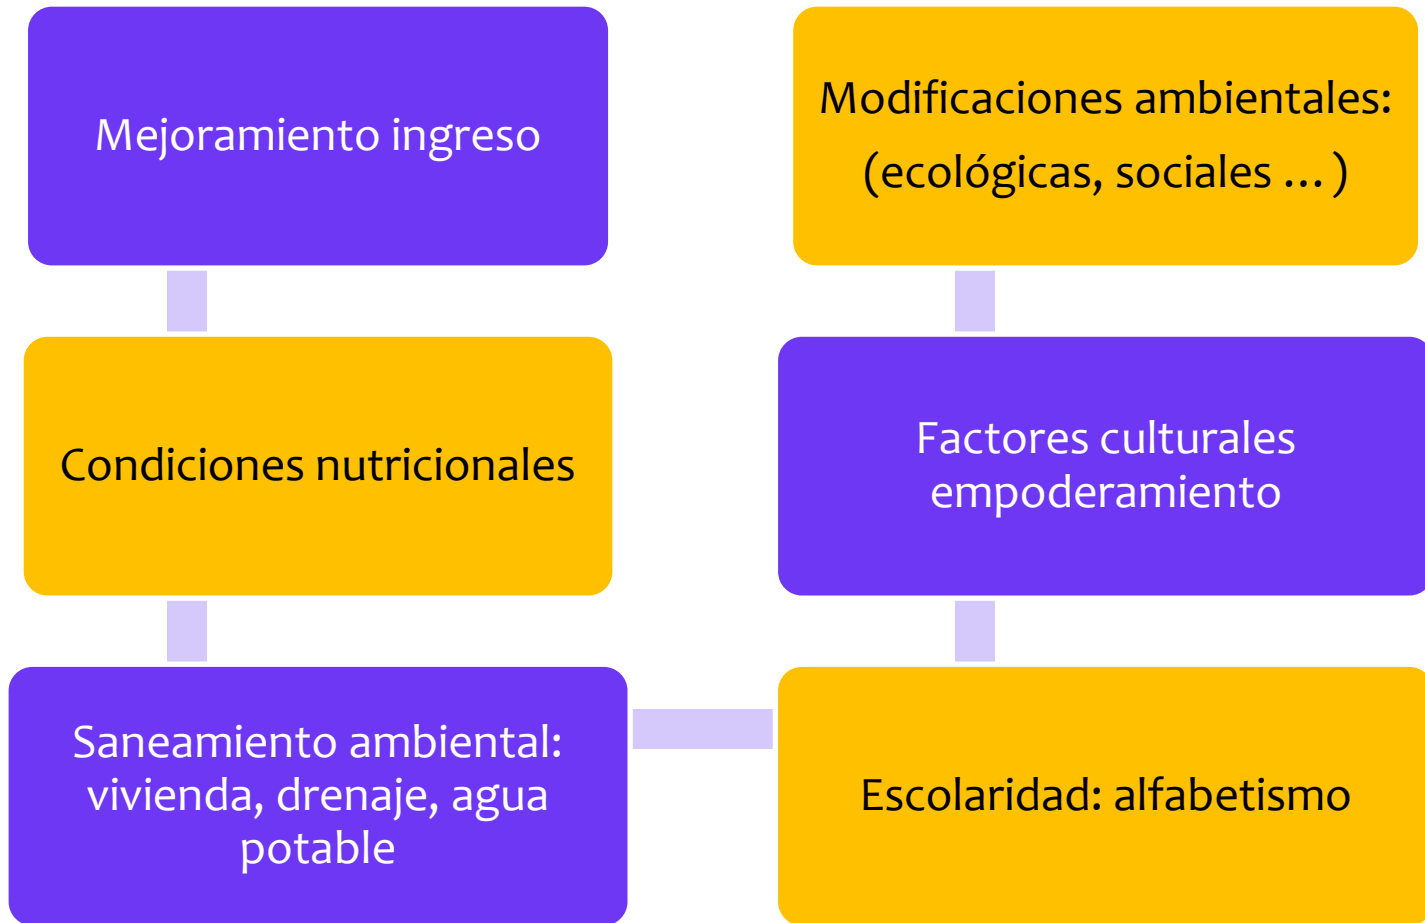 Mejoramiento ingreso
Condiciones nutricionales
Saneamiento ambiental:
vivienda, drenaje, agua
potable
Escolaridad: alfabetismo
Factores culturales
empoderamiento
Modificaciones ambientales:
(ecológicas, sociales … )